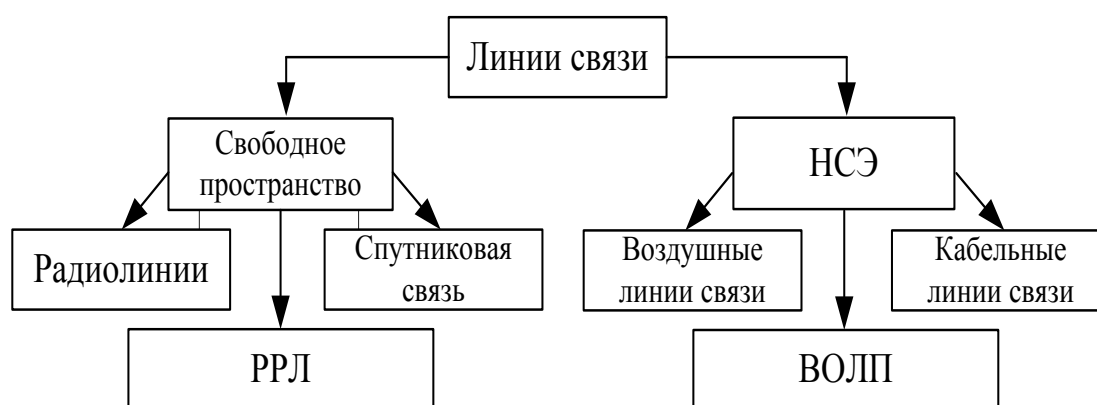 Линии связи
Свободное
пространство
НСЭ
Радиолинии
Спутниковая
связь
Воздушные
линии связи
Кабельные
линии связи
РРЛ
ВОЛП